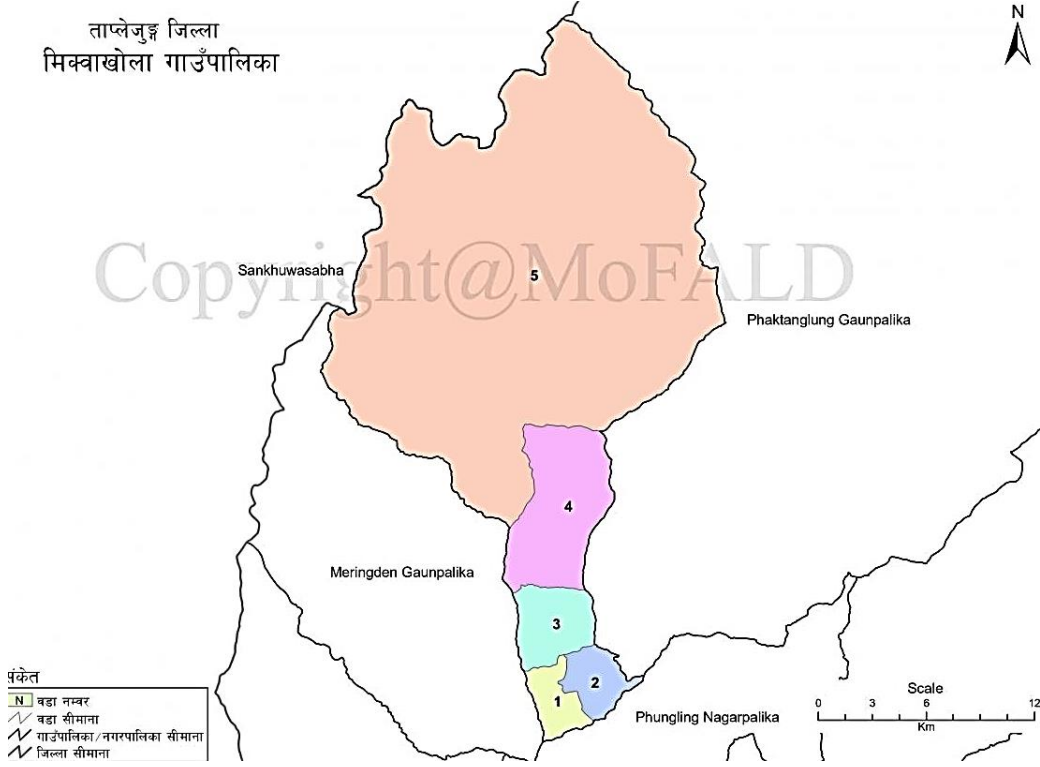 ताप्लेजुङ्ग जिल्ला
मिक्वाखोला गाउँपालिका
N
5
Copyright@MoFALD
Sankhuwasabha
Phaktanglung Gaunpalika
4
Meringden Gaunpalika
3
2
1
Phungling Nagarpalika
संकेत
N वडा नम्वर
वडा सीमाना
गाउँपालिका/नगरपालिका सीमाना
जिल्ला सीमाना
Scale
0 3 6 12
Km